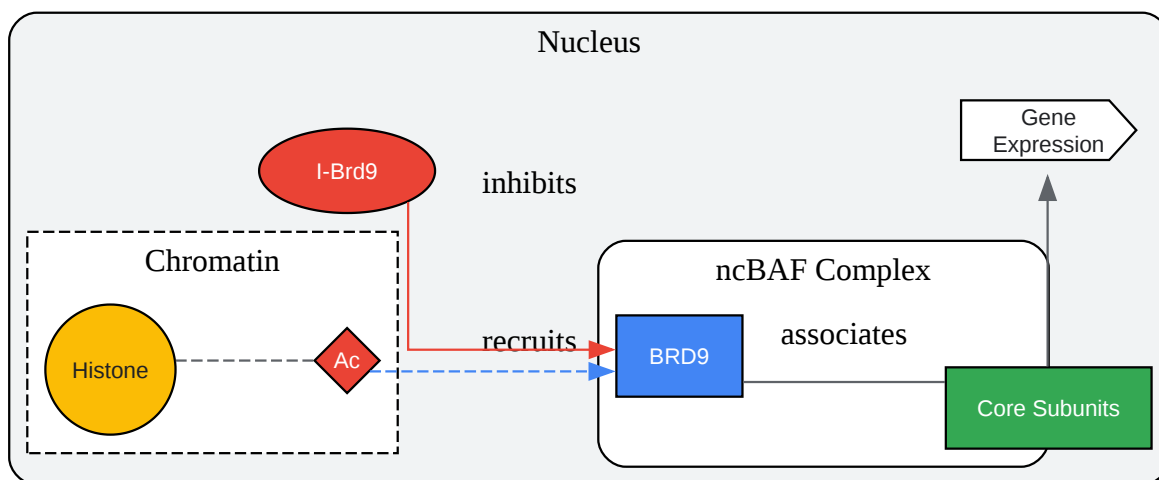 Nucleus
Gene
Expression
I-Brd9
inhibits
Chromatin
ncBAF Complex
recruits
associates
Histone
Ac
BRD9
Core Subunits